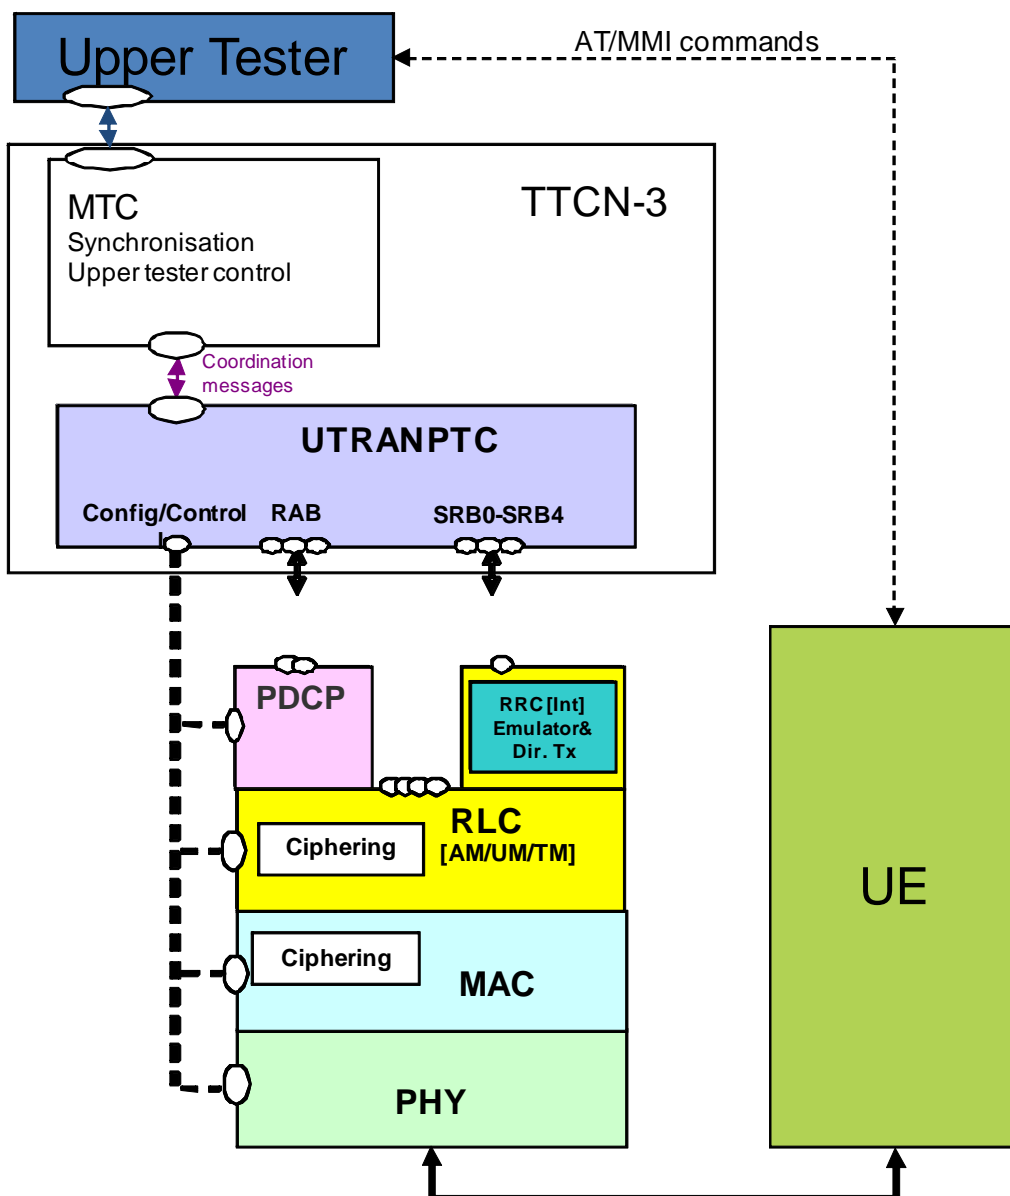 Upper Tester
AT/MMI commands
TTCN-3
MTC
Synchronisation
Upper tester control
Coordination
messages
UTRANPTC
Config/Control
RAB
SRB0-SRB4
PDCP
RRC[Int]
Emulator&
Dir. Tx
RLC
[AM/UM/TM]
Ciphering
Ciphering
MAC
PHY
UE